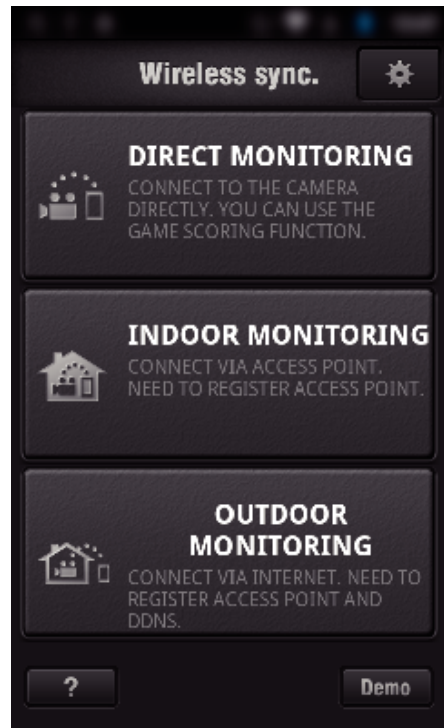 Wireless sync.
DIRECT MONITORING
CONNECT TO THE CAMERA
DIRECTLY. YOU CAN USE THE
GAME SCORING FUNCTION.
INDOOR MONITORING
CONNECT VIA ACCESS POINT.
NEED TO REGISTER ACCESS POINT.
OUTDOOR
MONITORING
CONNECT VIA INTERNET. NEED TO
REGISTER ACCESS POINT AND
DDNS.
?
Demo